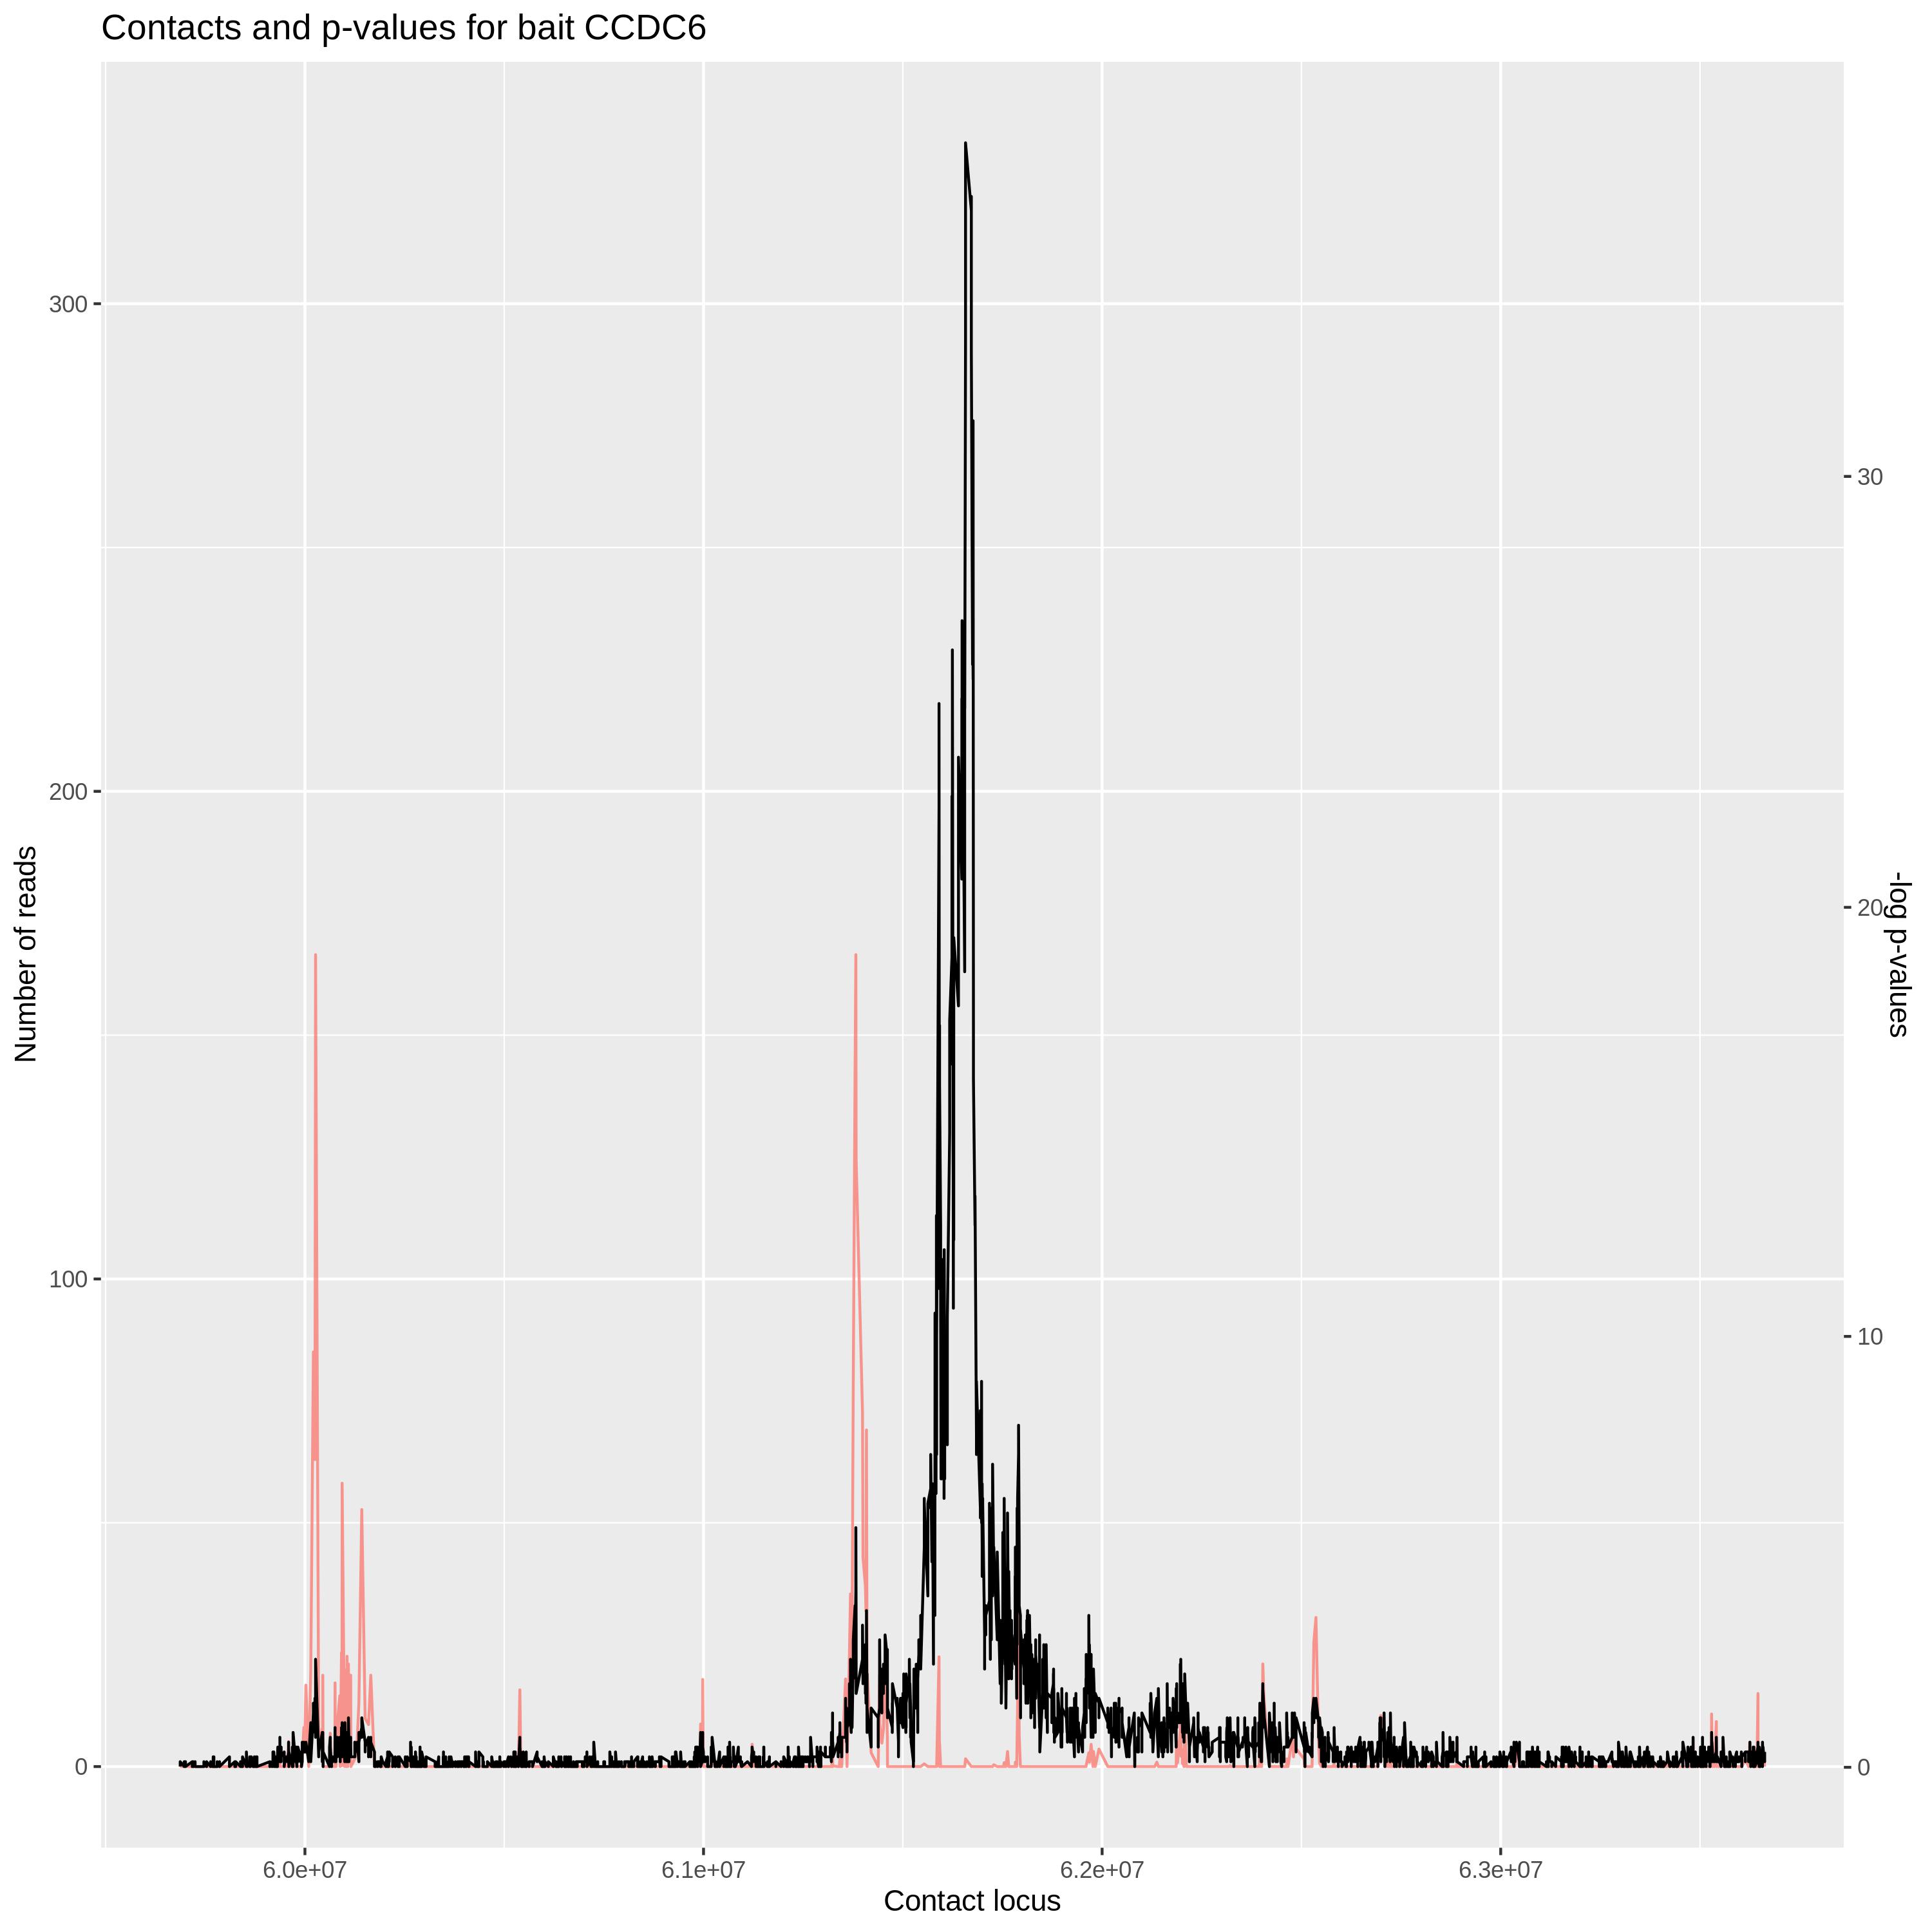 Contacts and p-values for bait CCDC6
Number of reads
300
200
100
0
-log p-values
30
20
10
0
6.0e+07
6.1e+07
6.2e+07
6.3e+07
Contact locus